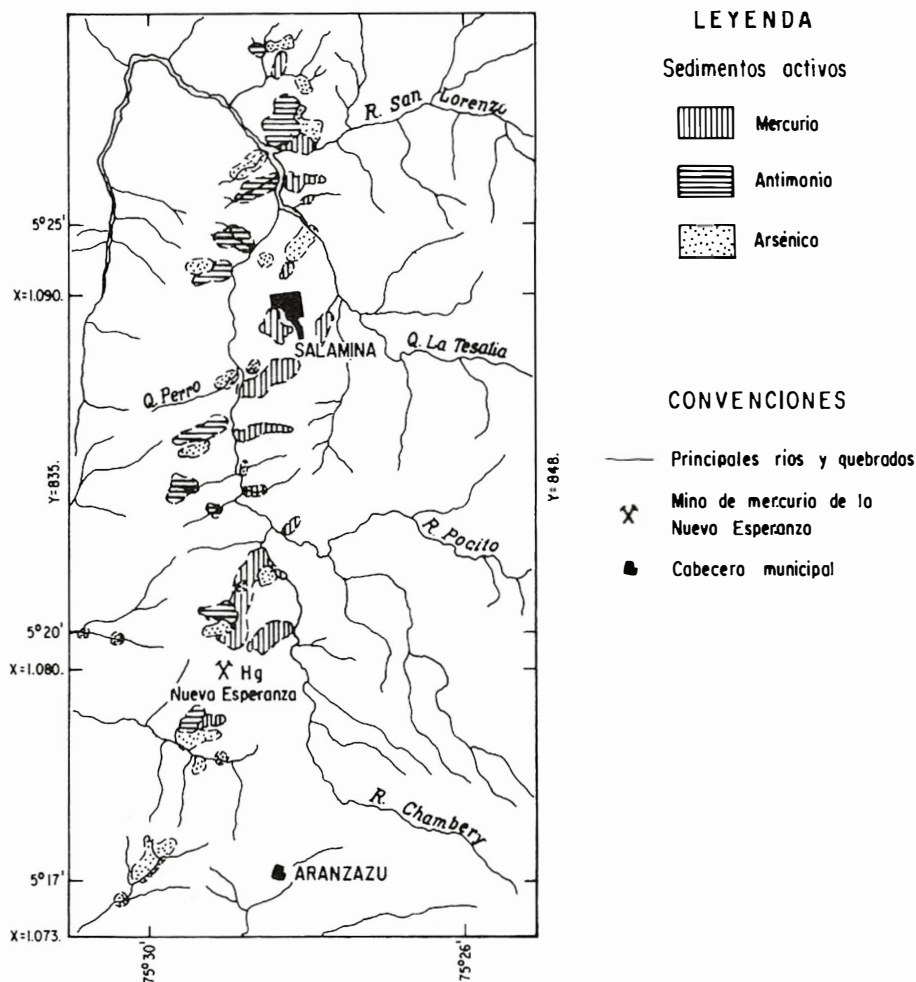 R. San Lorenzo
5°25'
X=1.090.
SALAMINA
Q. La Tesalia
Q. Perro
Y=835.
Y=848.
R. Pocito
5°20'
X=1.080.
Hg
Nueva Esperanza
R. Chambery
5°17'
ARANZAZU
X=1.073.
75°30'
75°26'
LEYENDA
Sedimentos activos
Mercurio
Antimonio
Arsénico
CONVENCIONES
Principales rios y quebradas
Mina de mercurio de la
Nueva Esperanza
Cabecera municipal